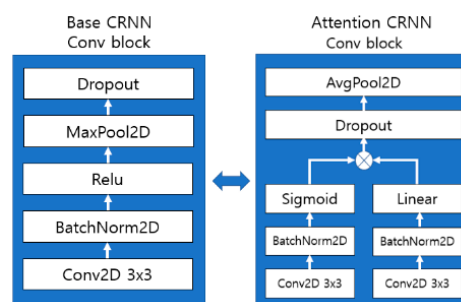 Base CRNN
Conv block
Dropout
MaxPool2D
Relu
BatchNorm2D
Conv2D 3x3
Attention CRNN
Conv block
AvgPool2D
Dropout
Sigmoid Linear
BatchNorm2D BatchNorm2D
Conv2D 3x3 Conv2D 3x3